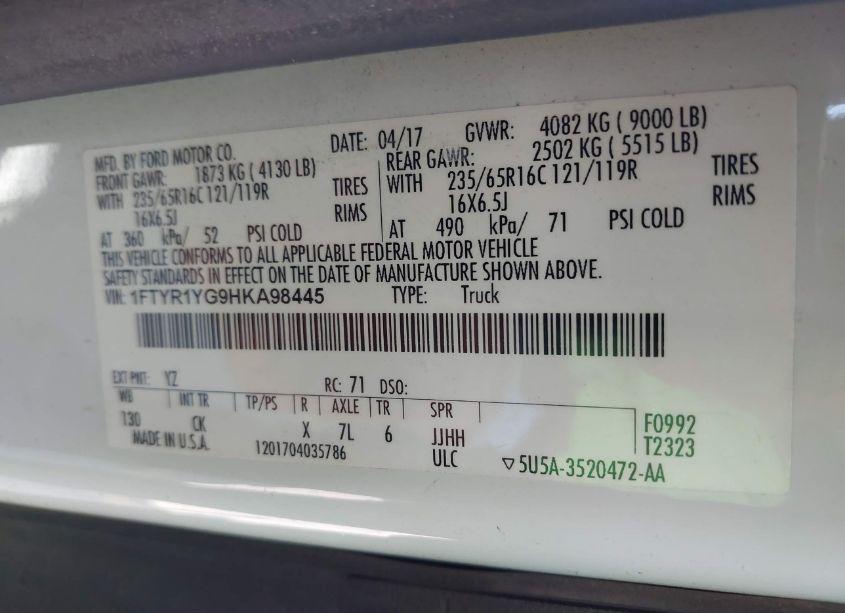 MFD. BY FORD MOTOR CO. DATE: 04/17 GVWR: 4082 KG ( 9000 LB)
FRONT GAWR: 1873 KG ( 4130 LB) REAR GAWR: 2502 KG ( 5515 LB)
WITH 235/65R16C 121/119R TIRES WITH 235/65R16C 121/119R TIRES
16X6.5J RIMS 16X6.5J RIMS
AT 360 kPa/ 52 PSI COLD AT 490 kPa/ 71 PSI COLD
THIS VEHICLE CONFORMS TO ALL APPLICABLE FEDERAL MOTOR VEHICLE
SAFETY STANDARDS IN EFFECT ON THE DATE OF MANUFACTURE SHOWN ABOVE.
VIN: 1FTYR1YG9HKA98445 TYPE: Truck
EXT PNT: YZ RC: 71 DSO:
WB INT TR TP/PS R AXLE TR SPR
130 CK X 7L 6 JJHH F0992
MADE IN U.S.A. 1201704035786 ULC T2323
▽5U5A-3520472-AA